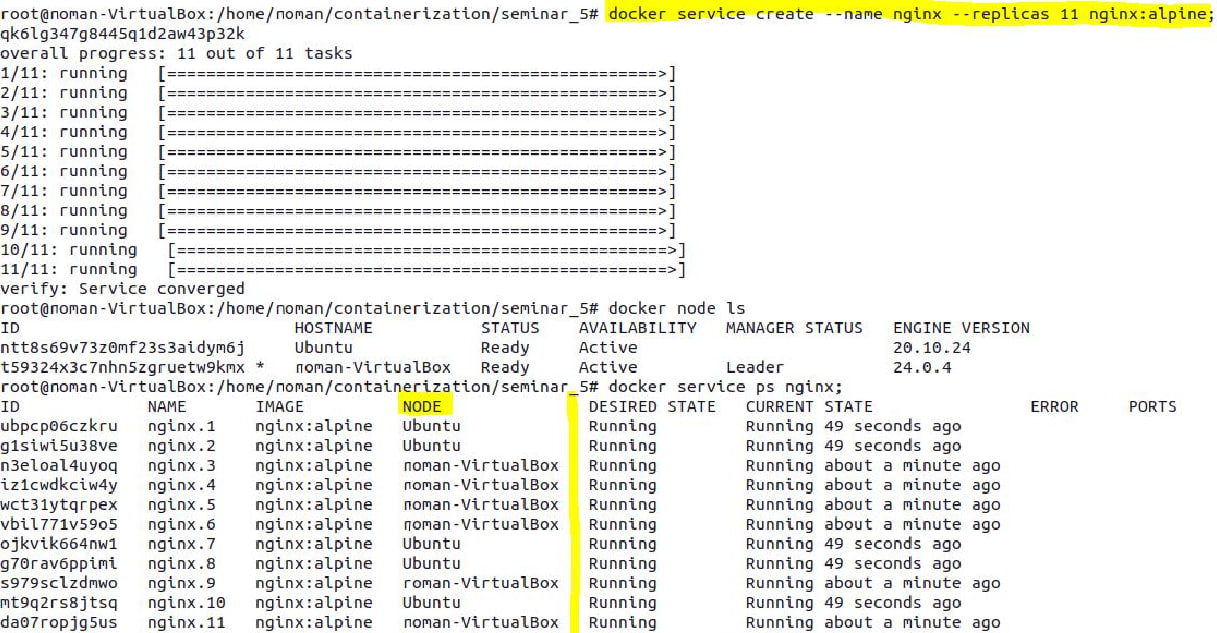 root@noman-VirtualBox:/home/noman/containerization/seminar_5# docker service create --name nginx --replicas 11 nginx:alpine;
qk6lg347g8445q1d2aw43p32k
overall progress: 11 out of 11 tasks
1/11: running   [==================================================>]
2/11: running   [==================================================>]
3/11: running   [==================================================>]
4/11: running   [==================================================>]
5/11: running   [==================================================>]
6/11: running   [==================================================>]
7/11: running   [==================================================>]
8/11: running   [==================================================>]
9/11: running   [==================================================>]
10/11: running   [==================================================>]
11/11: running   [==================================================>]
verify: Service converged
root@noman-VirtualBox:/home/noman/containerization/seminar_5# docker node ls
ID                            HOSTNAME           STATUS    AVAILABILITY   MANAGER STATUS   ENGINE VERSION
ntt8s69v73z0mf23s3aidym6j     Ubuntu             Ready     Active                          20.10.24
t59324x3c7nhn5zgruetw9kmx *   noman-VirtualBox   Ready     Active         Leader           24.0.4
root@noman-VirtualBox:/home/noman/containerization/seminar_5# docker service ps nginx;
ID             NAME       IMAGE          NODE               DESIRED STATE   CURRENT STATE                ERROR     PORTS
ubpcp06czkru   nginx.1    nginx:alpine   Ubuntu             Running         Running 49 seconds ago
g1siwi5u38ve   nginx.2    nginx:alpine   Ubuntu             Running         Running 49 seconds ago
n3eloal4uyoq   nginx.3    nginx:alpine   noman-VirtualBox   Running         Running about a minute ago
iz1cwdkciw4y   nginx.4    nginx:alpine   noman-VirtualBox   Running         Running about a minute ago
wct31ytqrpex   nginx.5    nginx:alpine   noman-VirtualBox   Running         Running about a minute ago
vbil771v59o5   nginx.6    nginx:alpine   noman-VirtualBox   Running         Running about a minute ago
ojkvik664nw1   nginx.7    nginx:alpine   Ubuntu             Running         Running 49 seconds ago
g70rav6ppimi   nginx.8    nginx:alpine   Ubuntu             Running         Running 49 seconds ago
s979sclzdmwo   nginx.9    nginx:alpine   noman-VirtualBox   Running         Running about a minute ago
mt9q2rs8jtsq   nginx.10   nginx:alpine   Ubuntu             Running         Running 49 seconds ago
da07ropjg5us   nginx.11   nginx:alpine   noman-VirtualBox   Running         Running about a minute ago